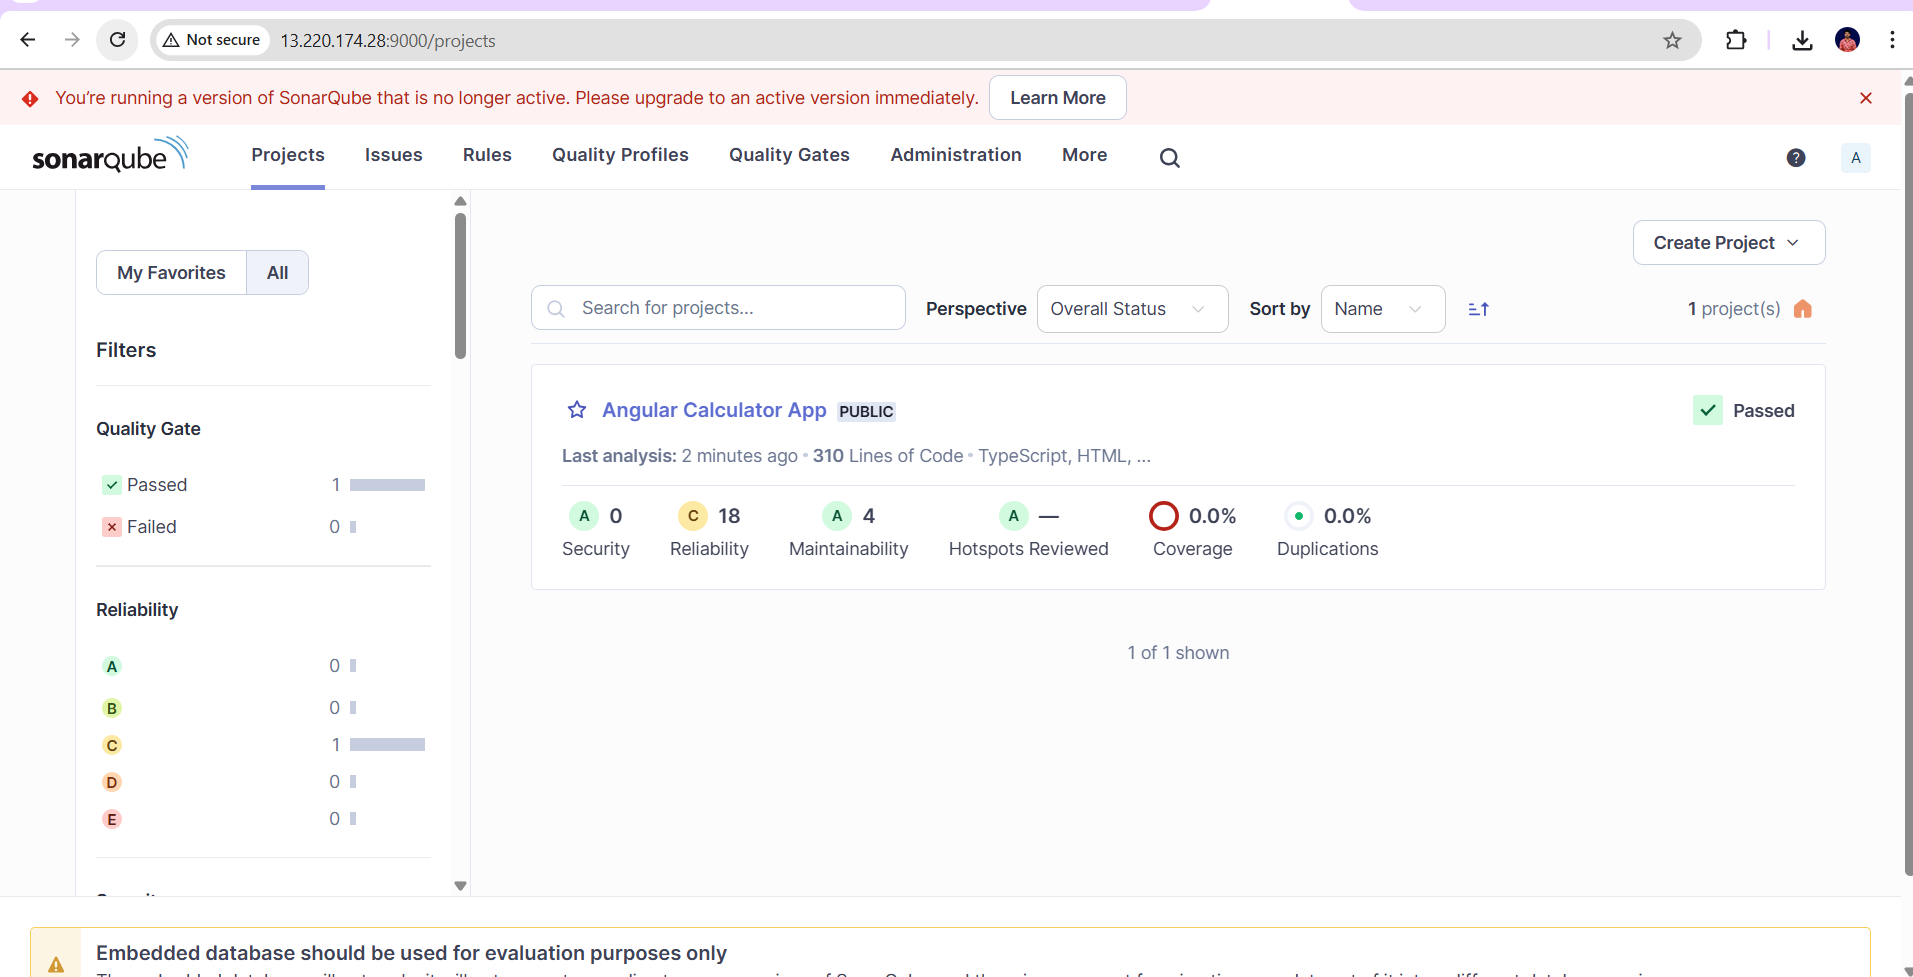 Not secure 13.220.174.28:9000/projects
You're running a version of SonarQube that is no longer active. Please upgrade to an active version immediately. Learn More
sonarqube Projects Issues Rules Quality Profiles Quality Gates Administration More A
My Favorites All
Create Project
Search for projects... Perspective Overall Status Sort by Name 1 project(s)
Filters
Quality Gate
Passed 1
Failed 0
Reliability
A 0
B 0
C 1
D 0
E 0
Angular Calculator App PUBLIC Passed
Last analysis: 2 minutes ago • 310 Lines of Code • TypeScript, HTML, ...
A 0 C 18 A 4 A — 0.0% 0.0%
Security Reliability Maintainability Hotspots Reviewed Coverage Duplications
1 of 1 shown
Embedded database should be used for evaluation purposes only